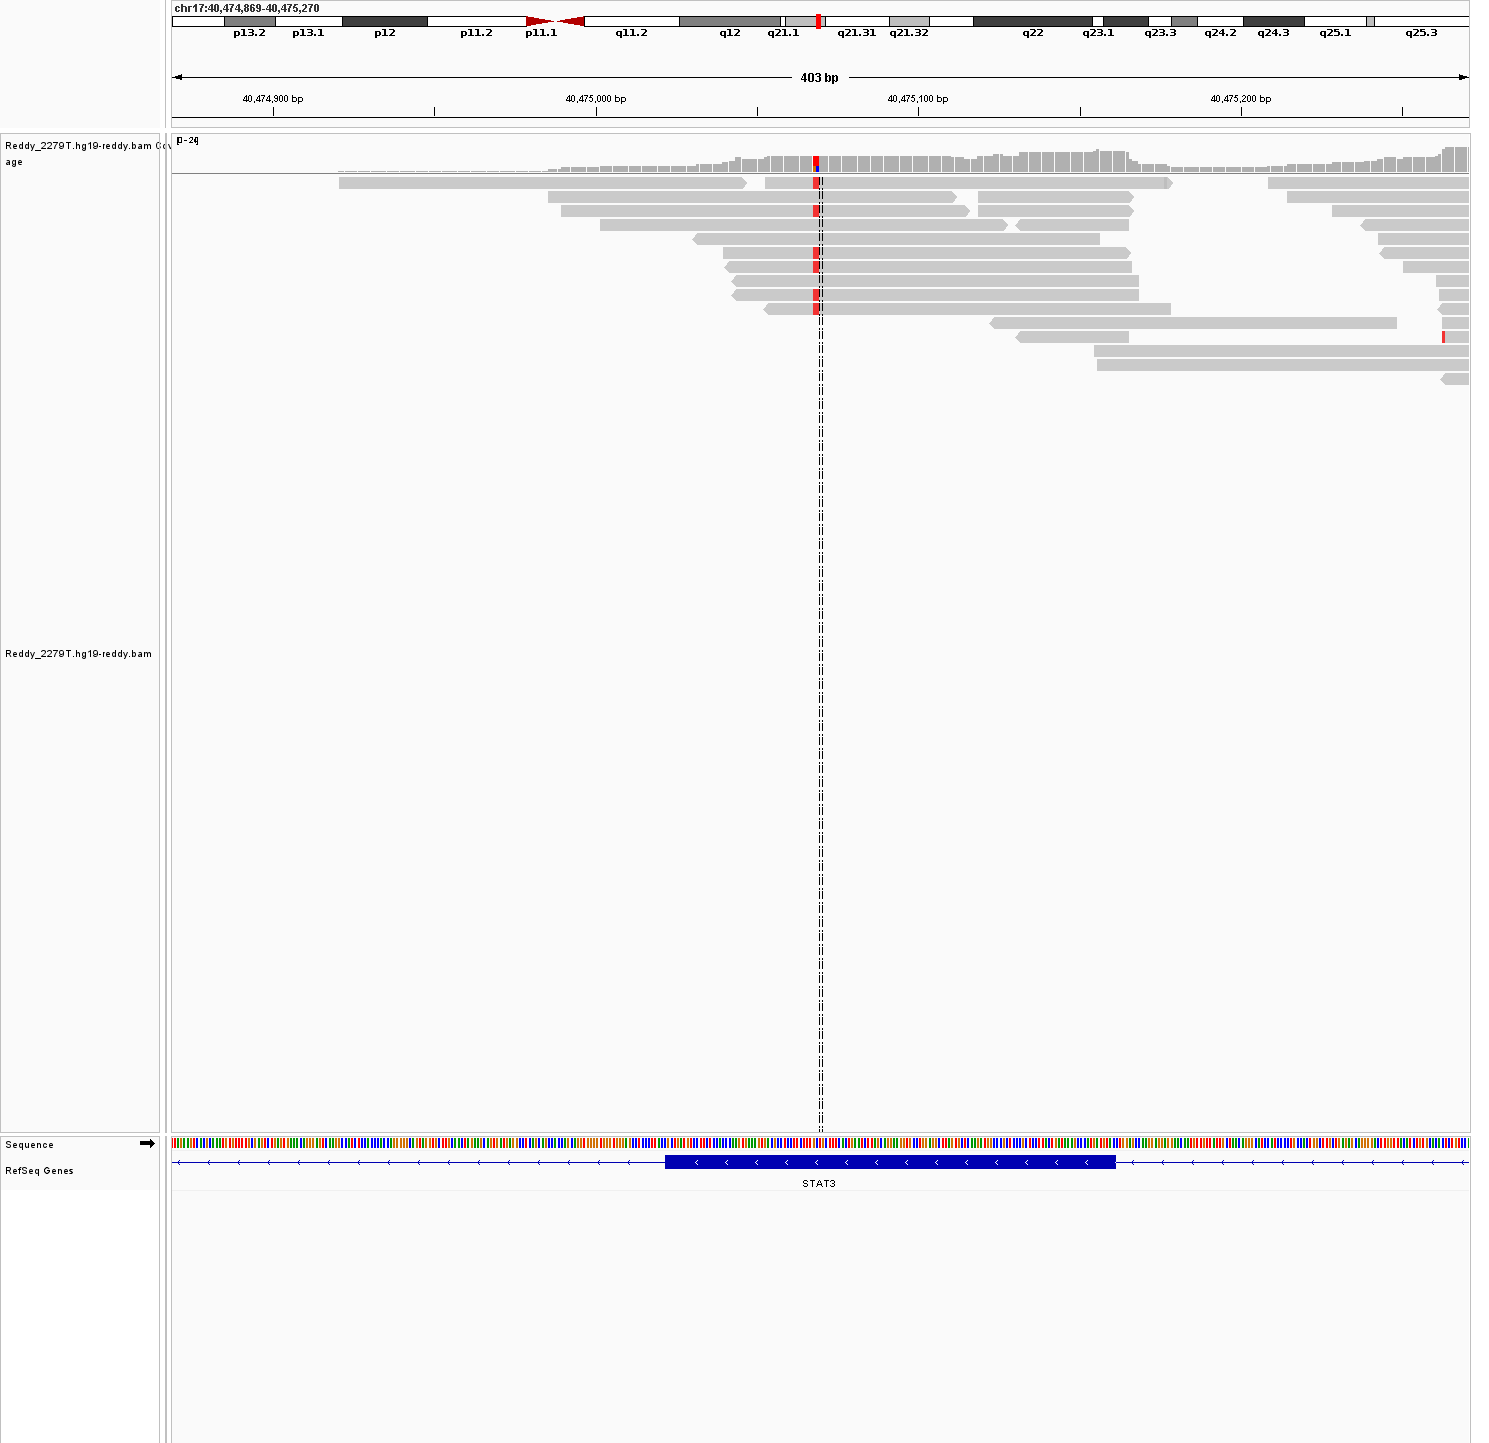 chr17:40,474,869-40,475,270
p13.2 p13.1 p12 p11.2 p11.1 q11.2 q12 q21.1 q21.31 q21.32 q22 q23.1 q23.3 q24.2 q24.3 q25.1 q25.3
403 bp
40,474,900 bp 40,475,000 bp 40,475,100 bp 40,475,200 bp
Reddy_2279T.hg19-reddy.bam Cov
age
[0-24]
Reddy_2279T.hg19-reddy.bam
Sequence
RefSeq Genes
STAT3